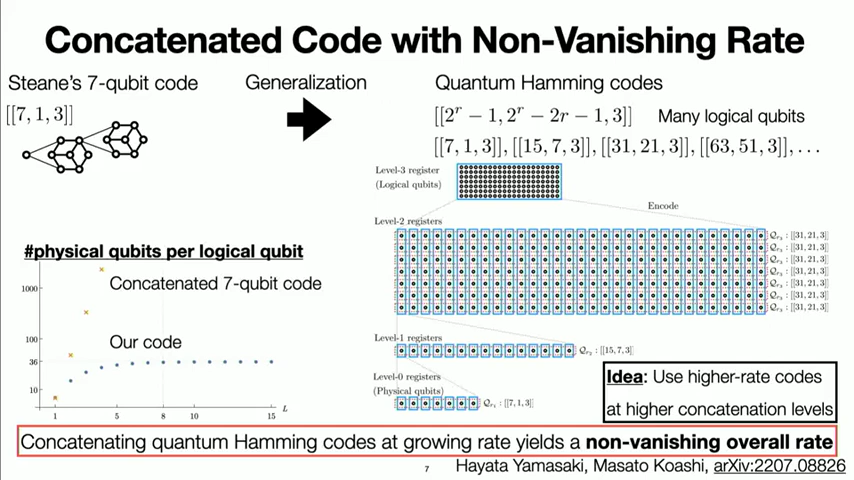 Concatenated Code with Non-Vanishing Rate
Steane's 7-qubit code
Generalization
Quantum Hamming codes
[[7, 1, 3]]
[[2^r − 1, 2^r − 2r − 1, 3]]
Many logical qubits
[[7, 1, 3]], [[15, 7, 3]], [[31, 21, 3]], [[63, 51, 3]], ...
Level-3 register
(Logical qubits)
Encode
Level-2 registers
Q_{r_3} : [[31, 21, 3]]
Q_{r_3} : [[31, 21, 3]]
Q_{r_3} : [[31, 21, 3]]
Q_{r_3} : [[31, 21, 3]]
Q_{r_3} : [[31, 21, 3]]
Q_{r_3} : [[31, 21, 3]]
Q_{r_3} : [[31, 21, 3]]
Level-1 registers
Q_{r_2} : [[15, 7, 3]]
Level-0 registers
(Physical qubits)
Q_{r_1} : [[7, 1, 3]]
#physical qubits per logical qubit
1000
100
36
10
Concatenated 7-qubit code
Our code
1 5 8 10 15 L
Idea: Use higher-rate codes
at higher concatenation levels
Concatenating quantum Hamming codes at growing rate yields a non-vanishing overall rate
7
Hayata Yamasaki, Masato Koashi, arXiv:2207.08826